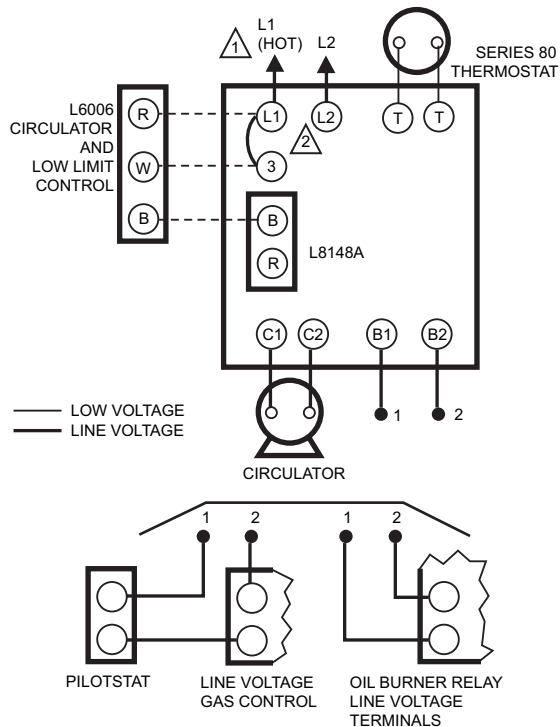 1
L1
(HOT)
L2
SERIES 80
THERMOSTAT
L6006
CIRCULATOR
AND
LOW LIMIT
CONTROL
R
W
B
L1
L2
2
3
T
T
B
R
L8148A
C1
C2
B1
B2
1
2
LOW VOLTAGE
LINE VOLTAGE
CIRCULATOR
1
2
1
2
PILOTSTAT
LINE VOLTAGE
GAS CONTROL
OIL BURNER RELAY
LINE VOLTAGE
TERMINALS